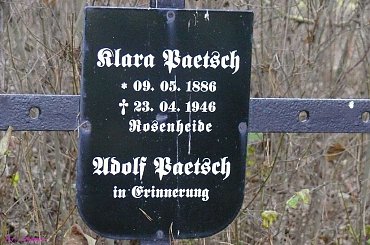 Klara Paetsch
* 09. 05. 1886
† 23. 04. 1946
Rosenheide
Adolf Paetsch
in Erinnerung